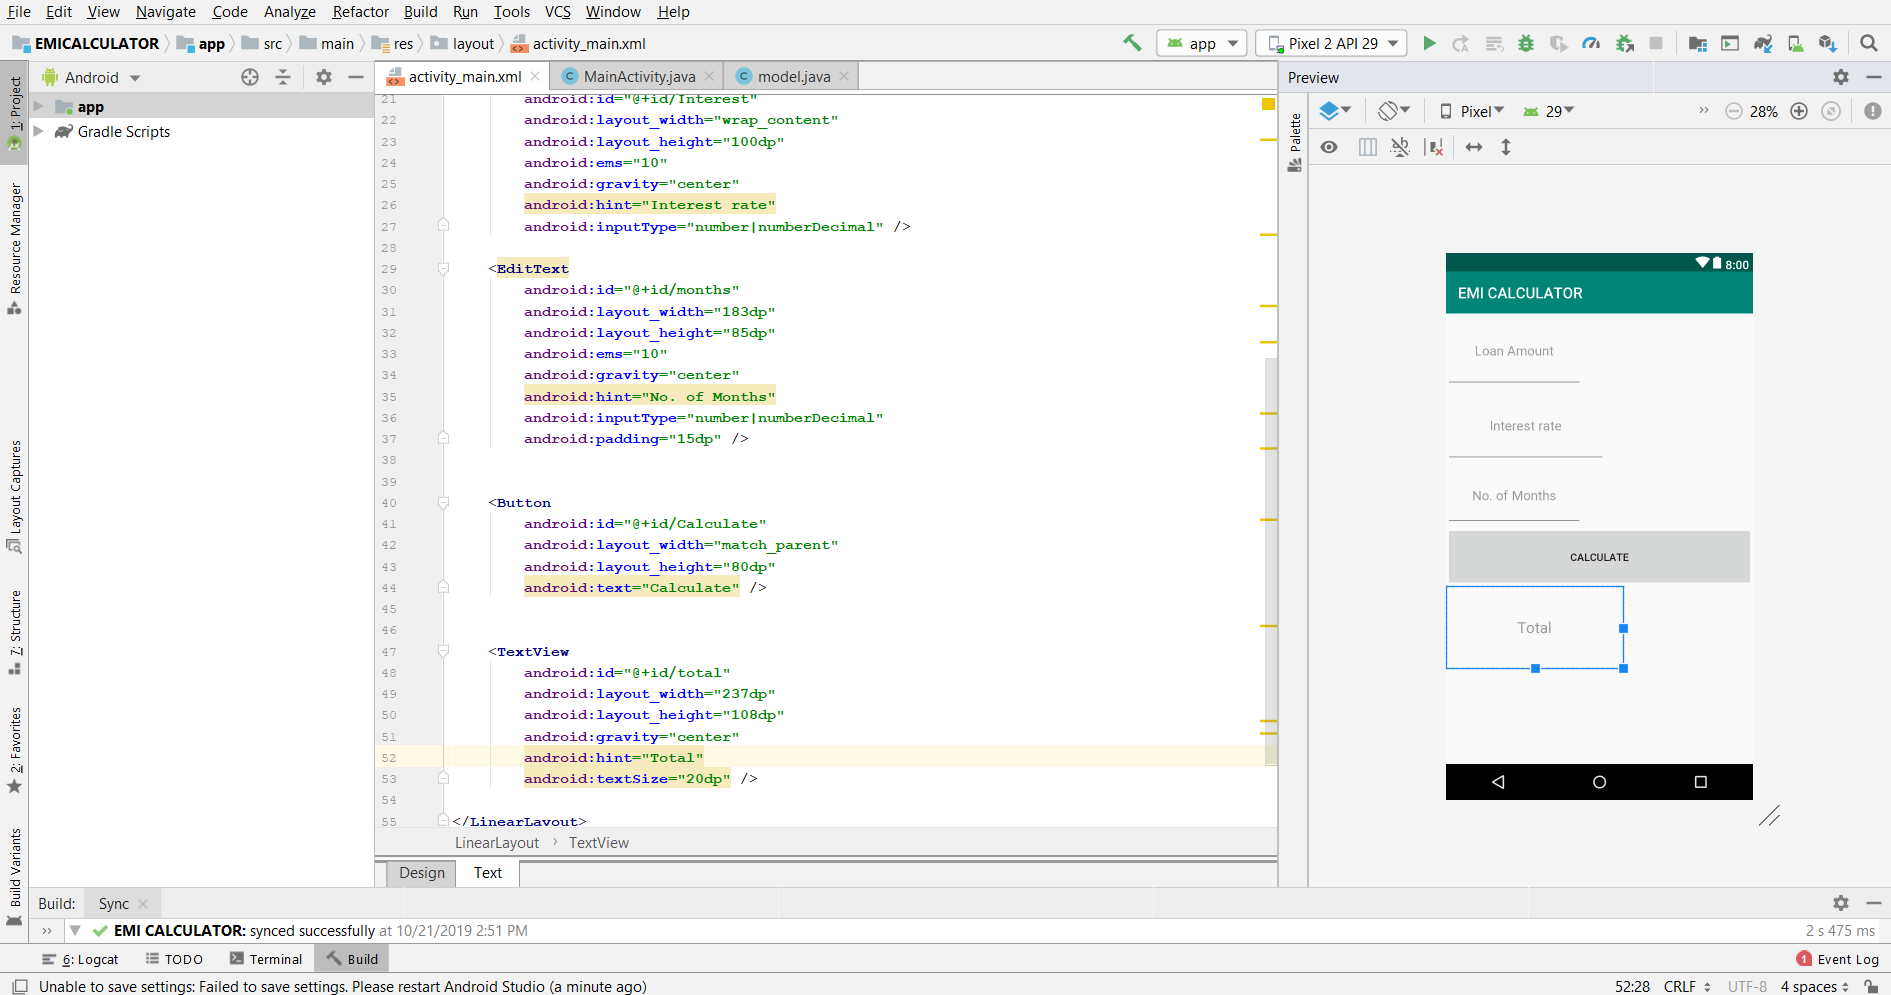 File Edit View Navigate Code Analyze Refactor Build Run Tools VCS Window Help
EMICALCULATOR app src main res layout activity_main.xml app Pixel 2 API 29
Android activity_main.xml MainActivity.java model.java Preview
1: Project
Resource Manager
Layout Captures
7: Structure
2: Favorites
Build Variants
app
Gradle Scripts
21 android:id="@+id/Interest"
22 android:layout_width="wrap_content"
23 android:layout_height="100dp"
24 android:ems="10"
25 android:gravity="center"
26 android:hint="Interest rate"
27 android:inputType="number|numberDecimal" />
28
29 <EditText
30 android:id="@+id/months"
31 android:layout_width="183dp"
32 android:layout_height="85dp"
33 android:ems="10"
34 android:gravity="center"
35 android:hint="No. of Months"
36 android:inputType="number|numberDecimal"
37 android:padding="15dp" />
38
39
40 <Button
41 android:id="@+id/Calculate"
42 android:layout_width="match_parent"
43 android:layout_height="80dp"
44 android:text="Calculate" />
45
46
47 <TextView
48 android:id="@+id/total"
49 android:layout_width="237dp"
50 android:layout_height="108dp"
51 android:gravity="center"
52 android:hint="Total"
53 android:textSize="20dp" />
54
55 </LinearLayout>
LinearLayout › TextView
Design Text
Palette
Pixel 29 28%
8:00
EMI CALCULATOR
Loan Amount
Interest rate
No. of Months
CALCULATE
Total
Build: Sync
EMI CALCULATOR: synced successfully at 10/21/2019 2:51 PM 2 s 475 ms
6: Logcat TODO Terminal Build 1 Event Log
Unable to save settings: Failed to save settings. Please restart Android Studio (a minute ago) 52:28 CRLF UTF-8 4 spaces